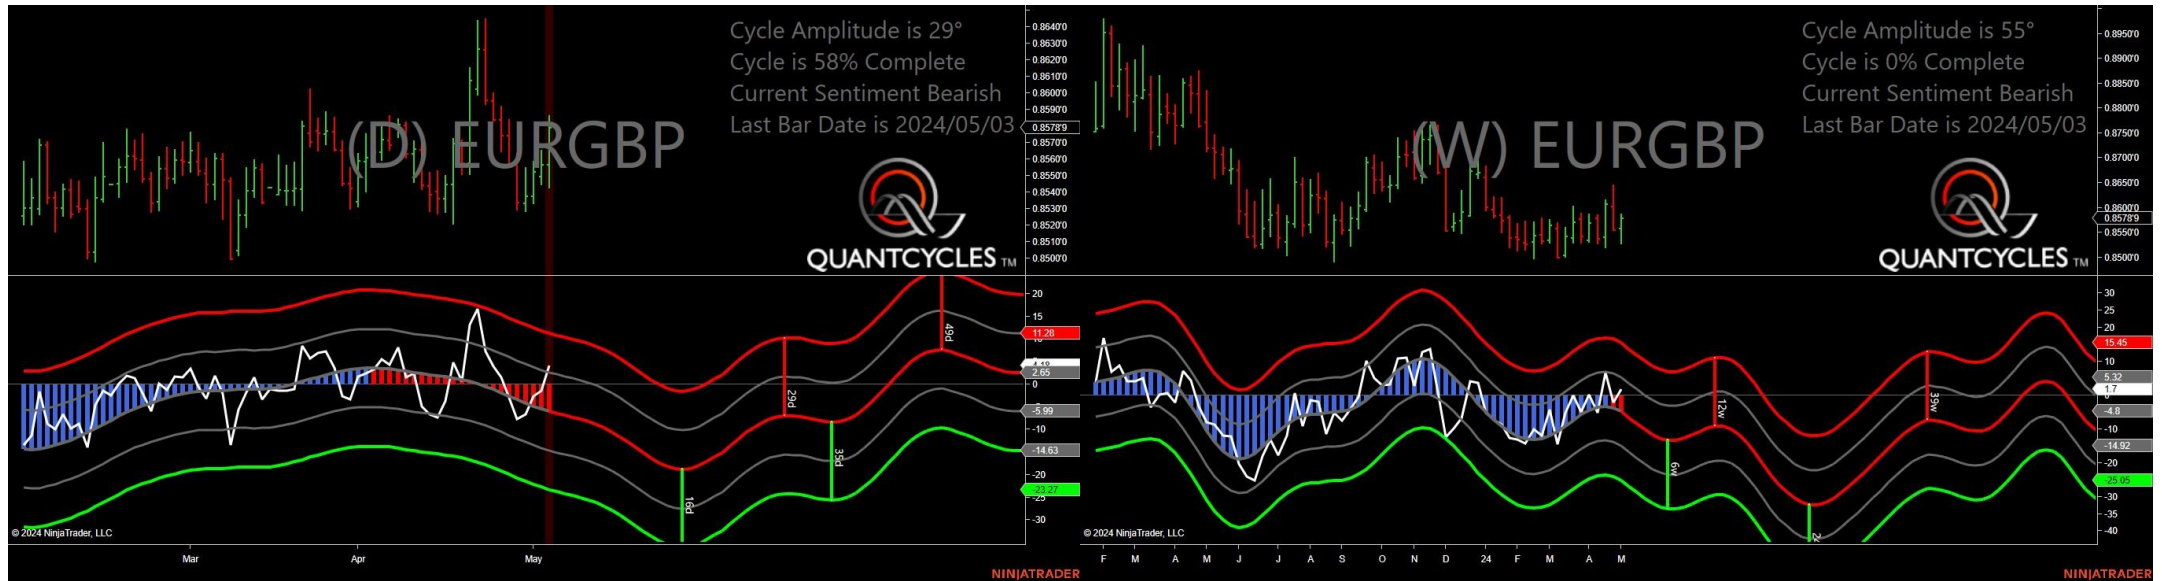 Cycle Amplitude is 29°
Cycle is 58% Complete
Current Sentiment Bearish
Last Bar Date is 2024/05/03
(D) EURGBP
QUANTCYCLES TM
0.8640'0
0.8630'0
0.8620'0
0.8610'0
0.8600'0
0.8590'0
0.8578'9
0.8570'0
0.8560'0
0.8550'0
0.8540'0
0.8530'0
0.8520'0
0.8510'0
0.8500'0
20
15
11.28
2.65
0
-5.99
-10
-14.63
-20
-23.27
-25
-30
16d
29d
35d
49d
© 2024 NinjaTrader, LLC
Mar Apr May
NINJATRADER
Cycle Amplitude is 55°
Cycle is 0% Complete
Current Sentiment Bearish
Last Bar Date is 2024/05/03
(W) EURGBP
QUANTCYCLES TM
0.8950'0
0.8900'0
0.8850'0
0.8800'0
0.8750'0
0.8700'0
0.8650'0
0.8600'0
0.8578'9
0.8550'0
0.8500'0
30
25
20
15.45
10
5.32
1.7
-4.8
-10
-14.92
-20
-25.05
-30
-35
-40
6w
12w
39w
© 2024 NinjaTrader, LLC
F M A M J J A S O N D 24 F M A M
NINJATRADER